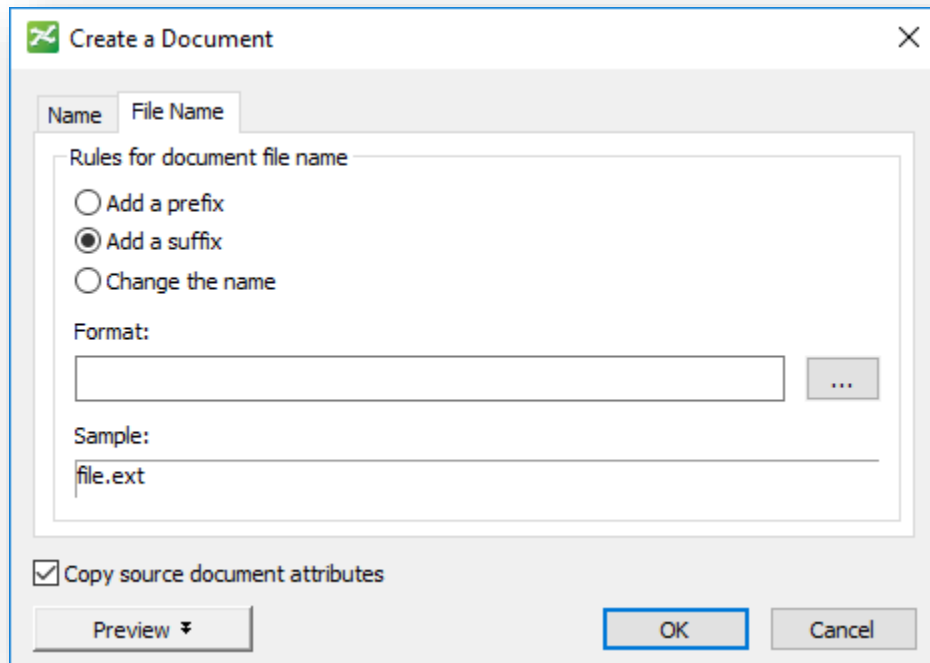 Create a Document
Name File Name
Rules for document file name
Add a prefix
Add a suffix
Change the name
Format:
...
Sample:
file.ext
Copy source document attributes
Preview OK Cancel